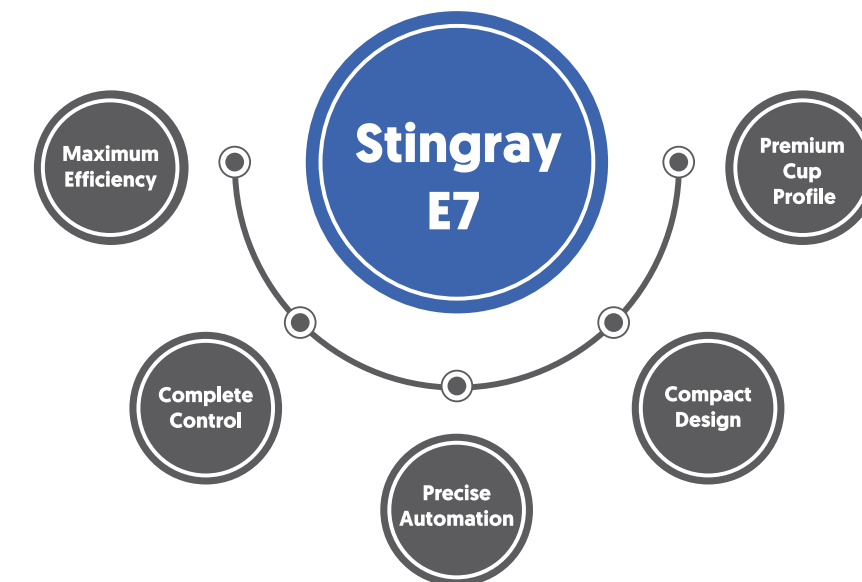 Stingray
E7
Maximum
Efficiency
Complete
Control
Precise
Automation
Compact
Design
Premium
Cup
Profile